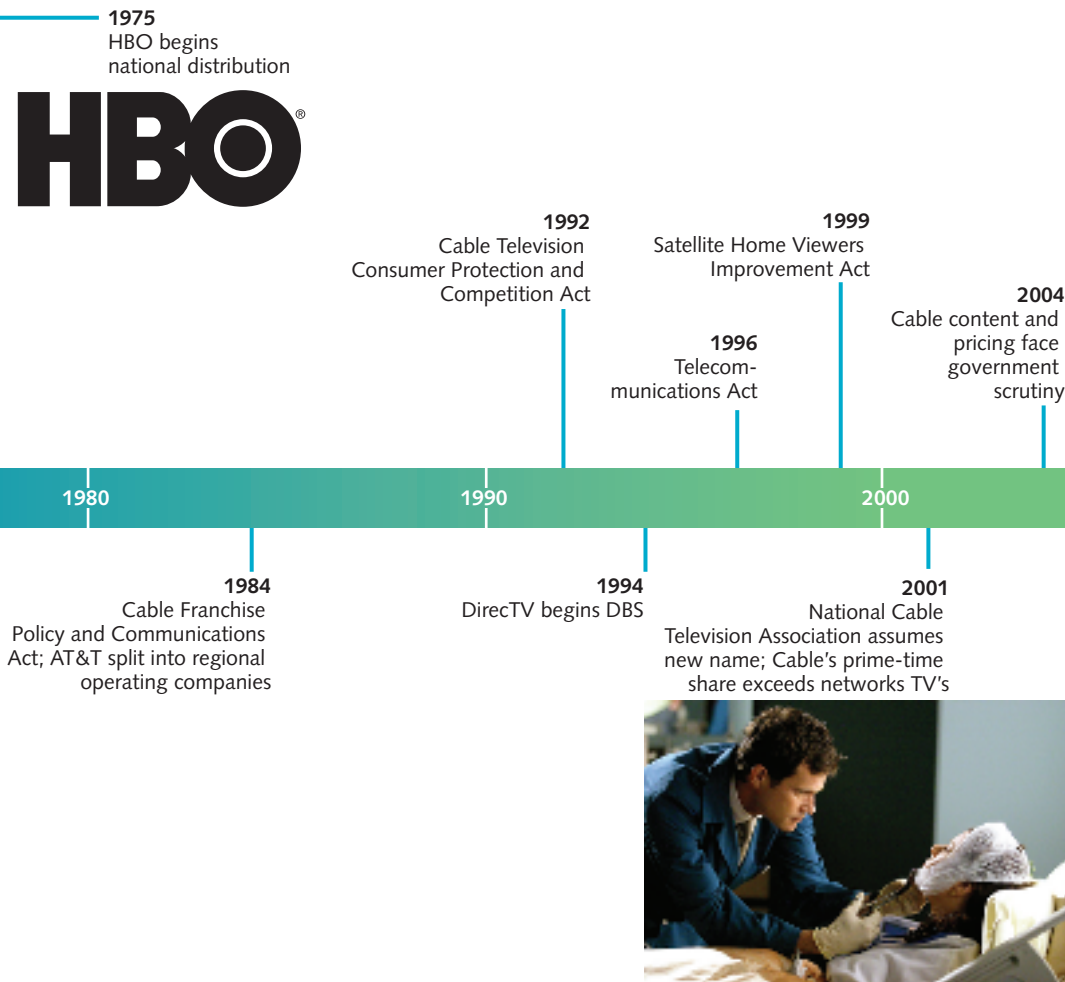 1975
HBO begins
national distribution
HBO®
1992
Cable Television
Consumer Protection and
Competition Act
1999
Satellite Home Viewers
Improvement Act
1996
Telecom-
munications Act
2004
Cable content and
pricing face
government
scrutiny
1980
1990
2000
1984
Cable Franchise
Policy and Communications
Act; AT&T split into regional
operating companies
1994
DirecTV begins DBS
2001
National Cable
Television Association assumes
new name; Cable's prime-time
share exceeds networks TV's